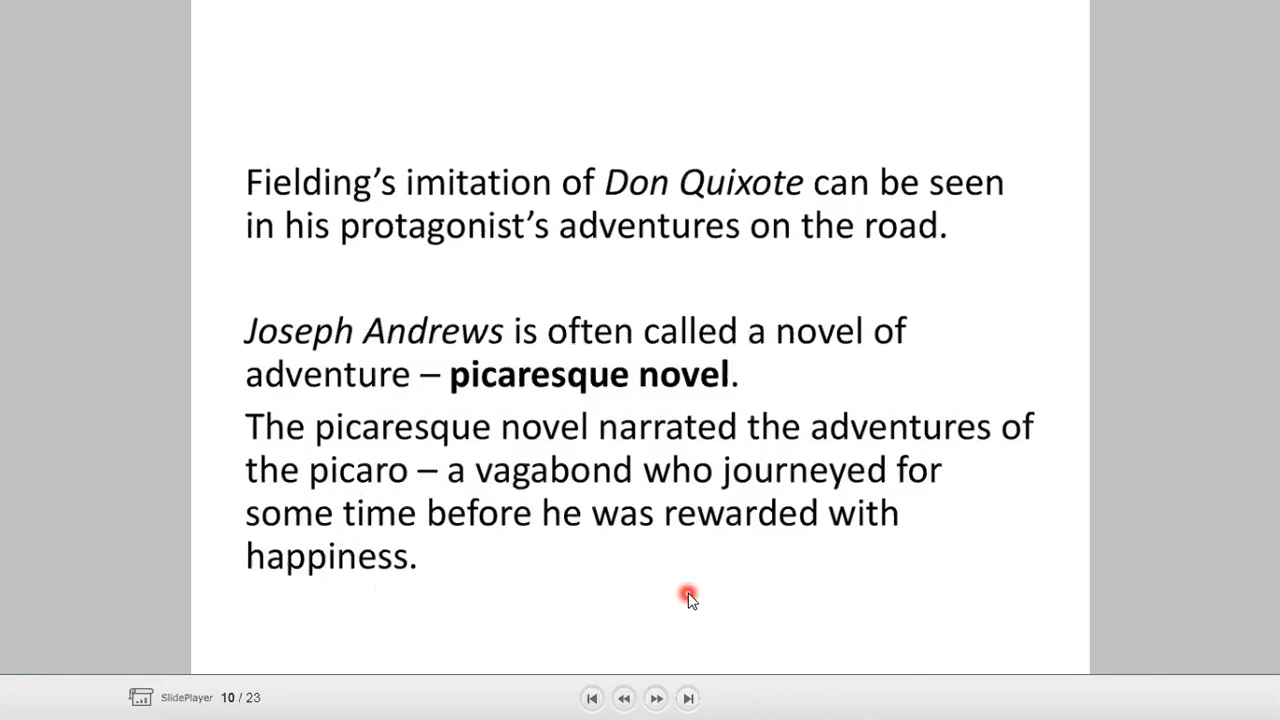 Fielding’s imitation of Don Quixote can be seen
in his protagonist’s adventures on the road.
Joseph Andrews is often called a novel of
adventure – picaresque novel.
The picaresque novel narrated the adventures of
the picaro – a vagabond who journeyed for
some time before he was rewarded with
happiness.
SlidePlayer 10 / 23